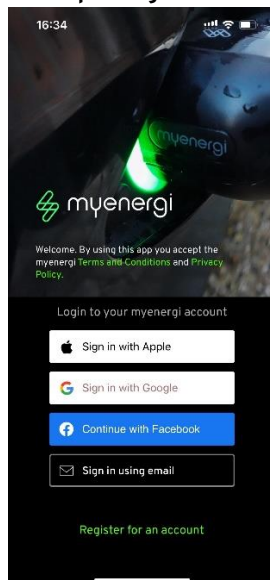 16:34
myenergi
myenergi
Welcome. By using this app you accept the
myenergi Terms and Conditions and Privacy
Policy.
Login to your myenergi account
Sign in with Apple
Sign in with Google
Continue with Facebook
Sign in using email
Register for an account